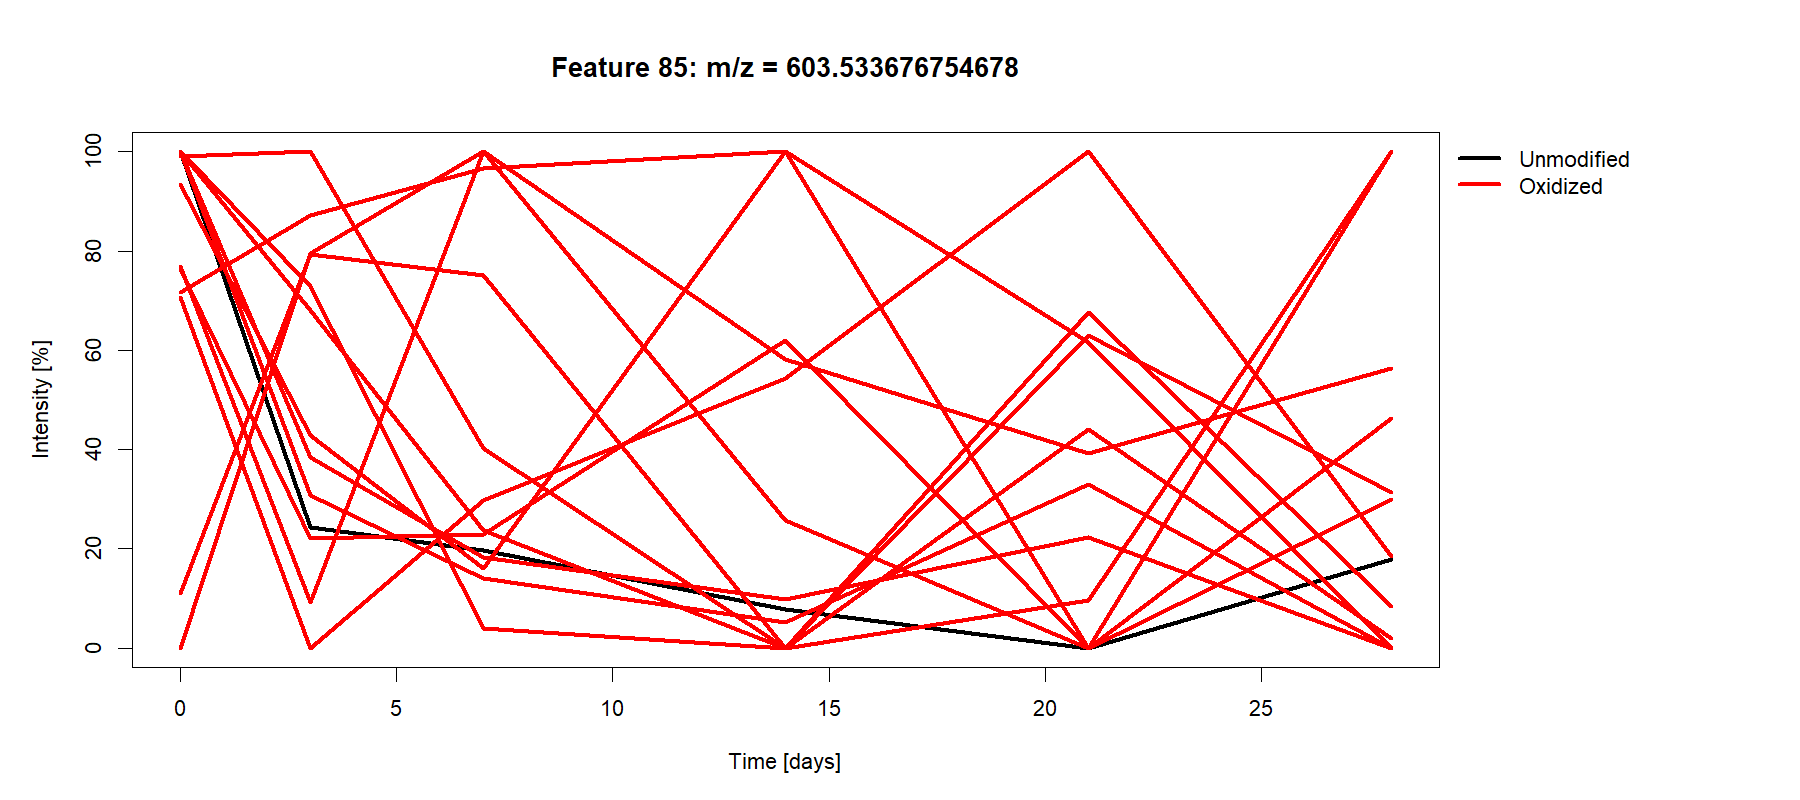 Feature 85: m/z = 603.533676754678
Unmodified
Oxidized
Intensity [%]
100
80
60
40
20
0
0 5 10 15 20 25
Time [days]